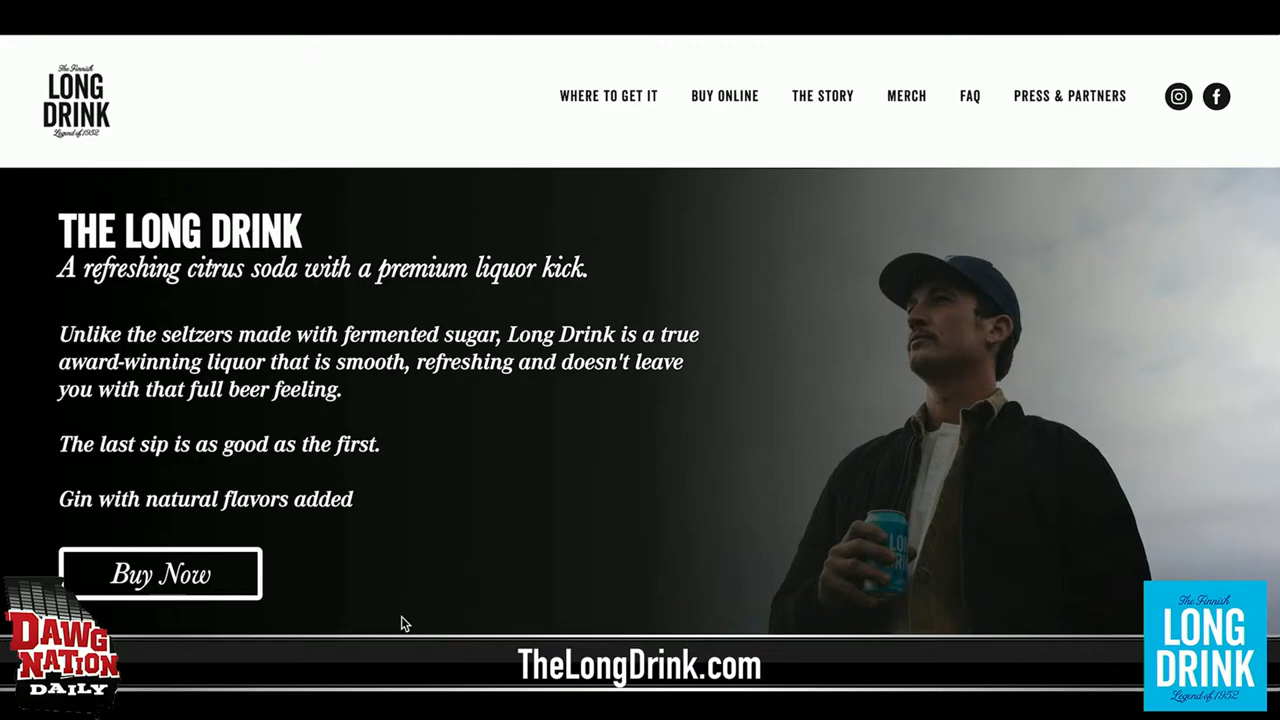 The Finnish
LONG
DRINK
Legend of 1952
WHERE TO GET IT
BUY ONLINE
THE STORY
MERCH
FAQ
PRESS & PARTNERS
THE LONG DRINK
A refreshing citrus soda with a premium liquor kick.
Unlike the seltzers made with fermented sugar, Long Drink is a true
award-winning liquor that is smooth, refreshing and doesn't leave
you with that full beer feeling.
The last sip is as good as the first.
Gin with natural flavors added
Buy Now
DAWG
NATION
DAILY
TheLongDrink.com
The Finnish
LONG
DRINK
Legend of 1952